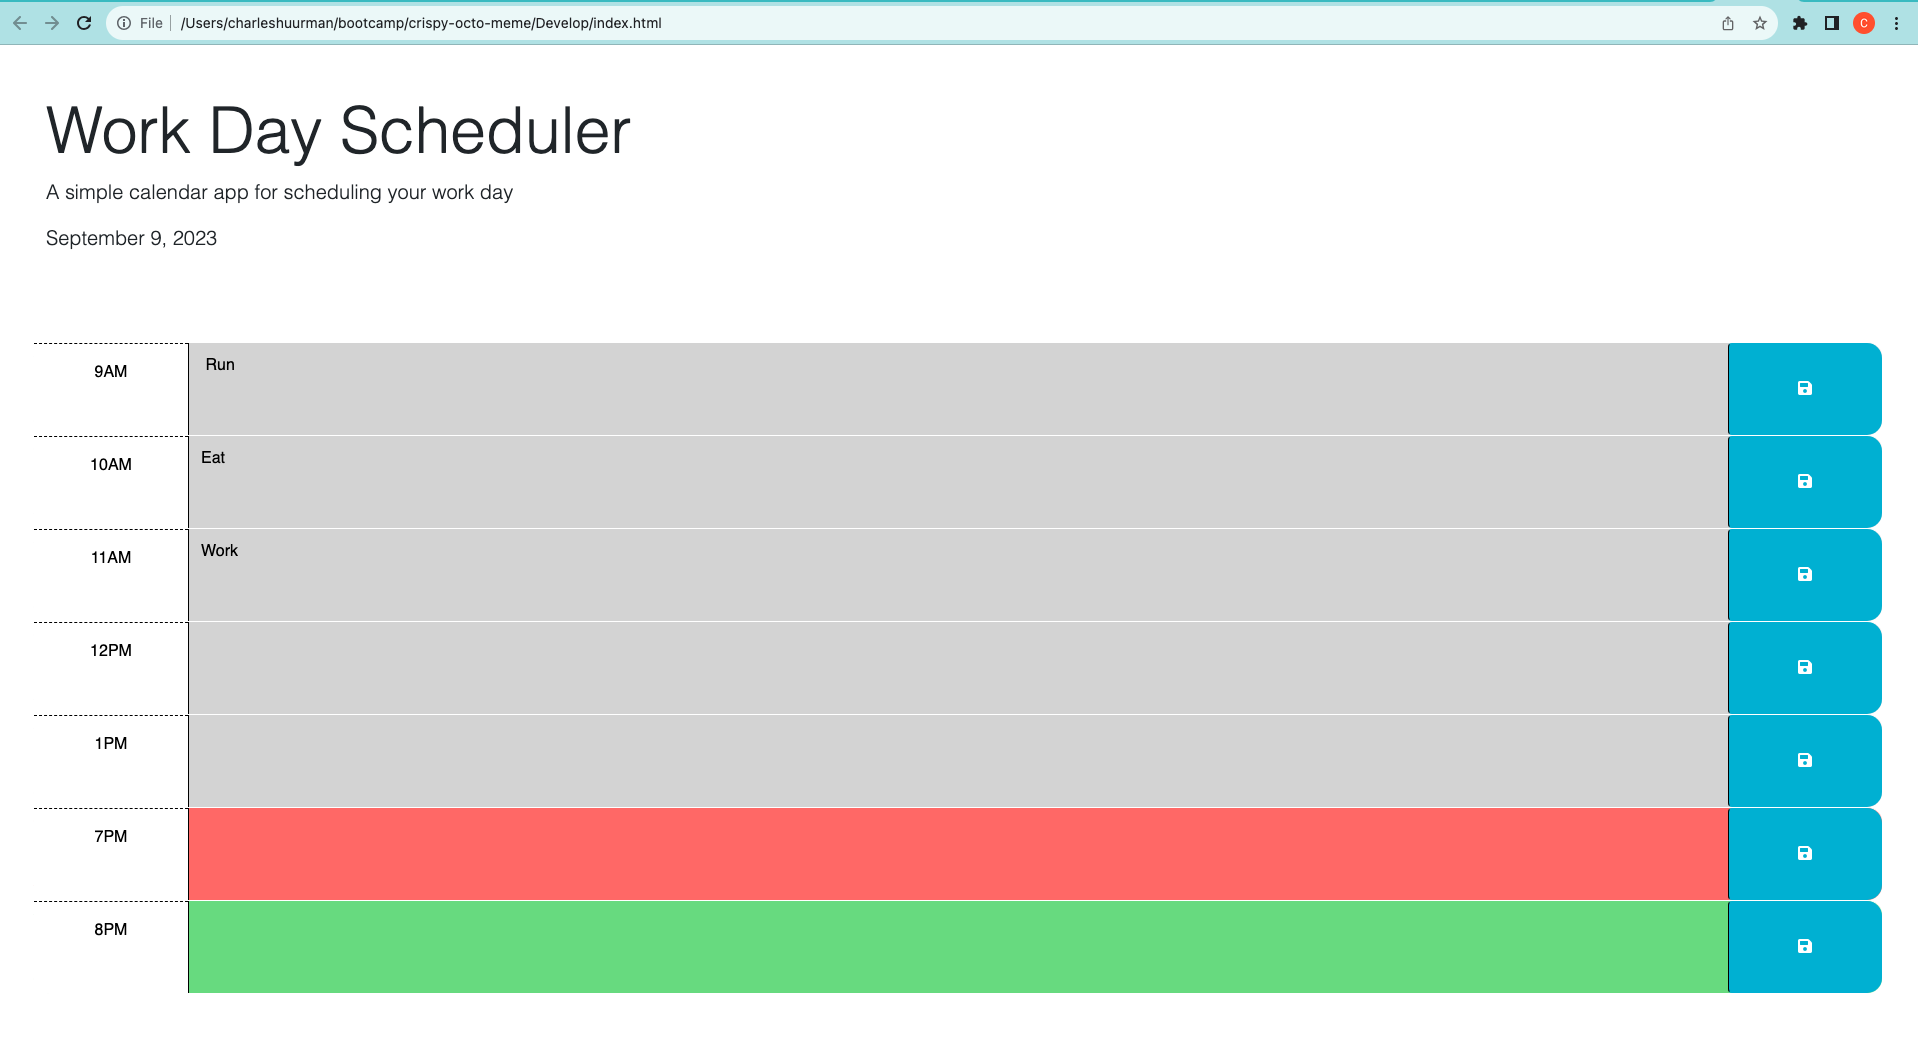 File /Users/charleshuurman/bootcamp/crispy-octo-meme/Develop/index.html
C
Work Day Scheduler
A simple calendar app for scheduling your work day
September 9, 2023
9AM Run
10AM Eat
11AM Work
12PM
1PM
7PM
8PM